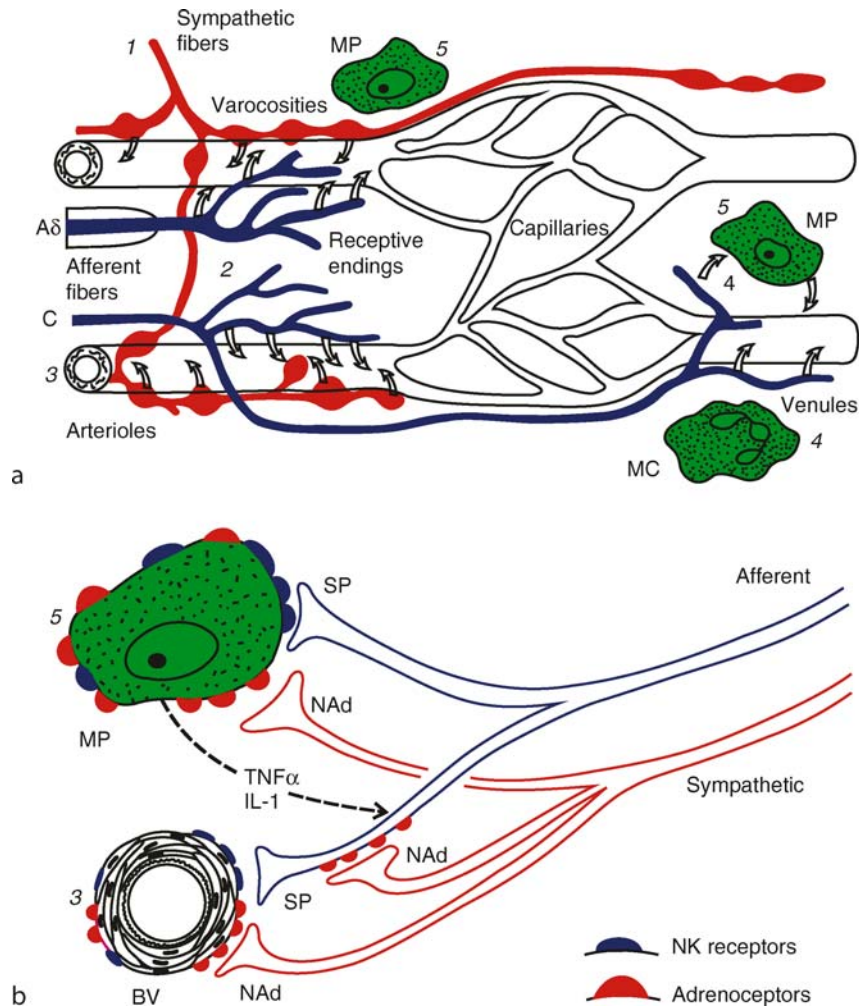 Sympathetic
fibers
1
MP
5
Varocosities
Aδ
Afferent
fibers
2
Receptive
endings
Capillaries
5
MP
4
C
3
Arterioles
Venules
MC
4
a
SP
Afferent
5
NAd
MP
TNFα
IL-1
Sympathetic
NAd
3
SP
NK receptors
BV
NAd
Adrenoceptors
b